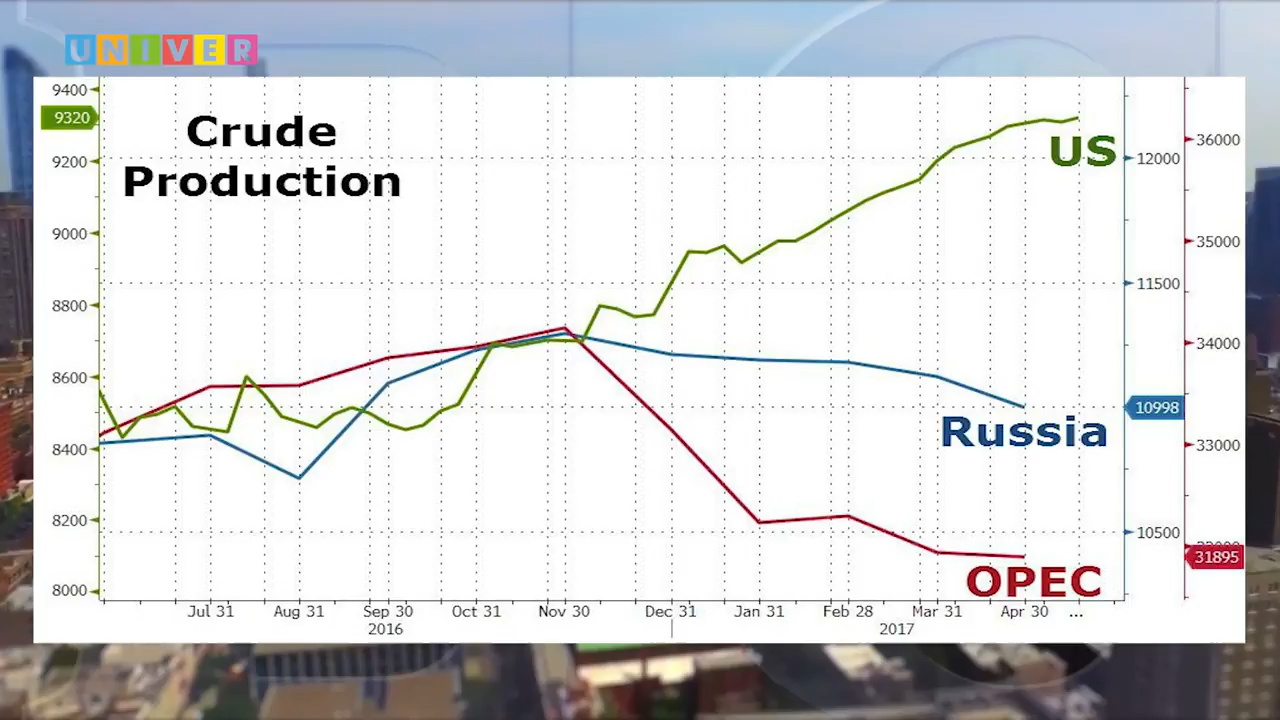 UNIVER
Crude
Production
US
Russia
OPEC
9400
9320
9200
9000
8800
8600
8400
8200
8000
12000
11500
10998
10500
36000
35000
34000
33000
31895
Jul 31 Aug 31 Sep 30 Oct 31 Nov 30 Dec 31 Jan 31 Feb 28 Mar 31 Apr 30 ...
2016 2017